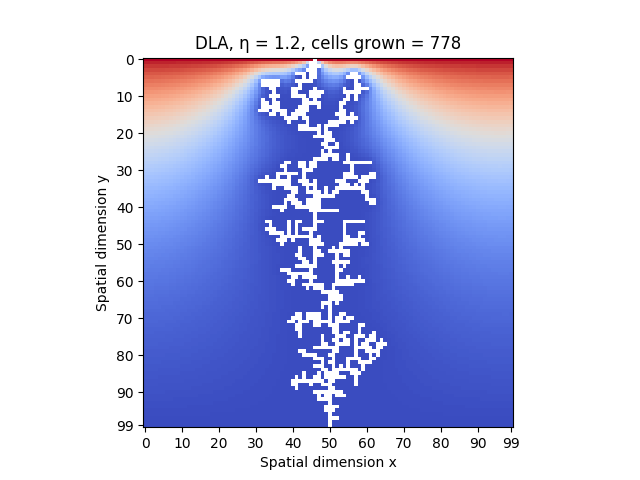 DLA, η = 1.2, cells grown = 778
0
10
20
30
40
50
60
70
80
90
99
Spatial dimension y
0 10 20 30 40 50 60 70 80 90 99
Spatial dimension x